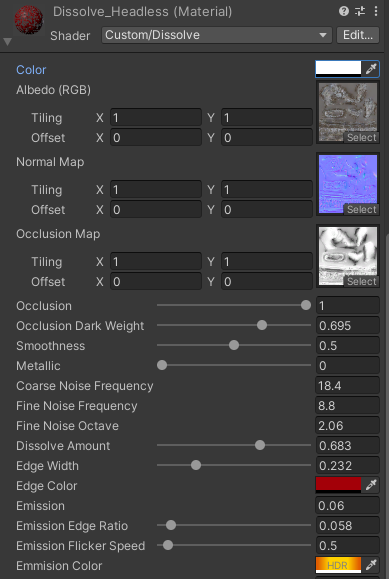 Dissolve_Headless (Material)
Shader Custom/Dissolve Edit...
Color
Albedo (RGB)
Tiling X 1 Y 1
Offset X 0 Y 0
Select
Normal Map
Tiling X 1 Y 1
Offset X 0 Y 0
Select
Occlusion Map
Tiling X 1 Y 1
Offset X 0 Y 0
Select
Occlusion 1
Occlusion Dark Weight 0.695
Smoothness 0.5
Metallic 0
Coarse Noise Frequency 18.4
Fine Noise Frequency 8.8
Fine Noise Octave 2.06
Dissolve Amount 0.683
Edge Width 0.232
Edge Color
Emission 0.06
Emission Edge Ratio 0.058
Emission Flicker Speed 0.5
Emmision Color HDR